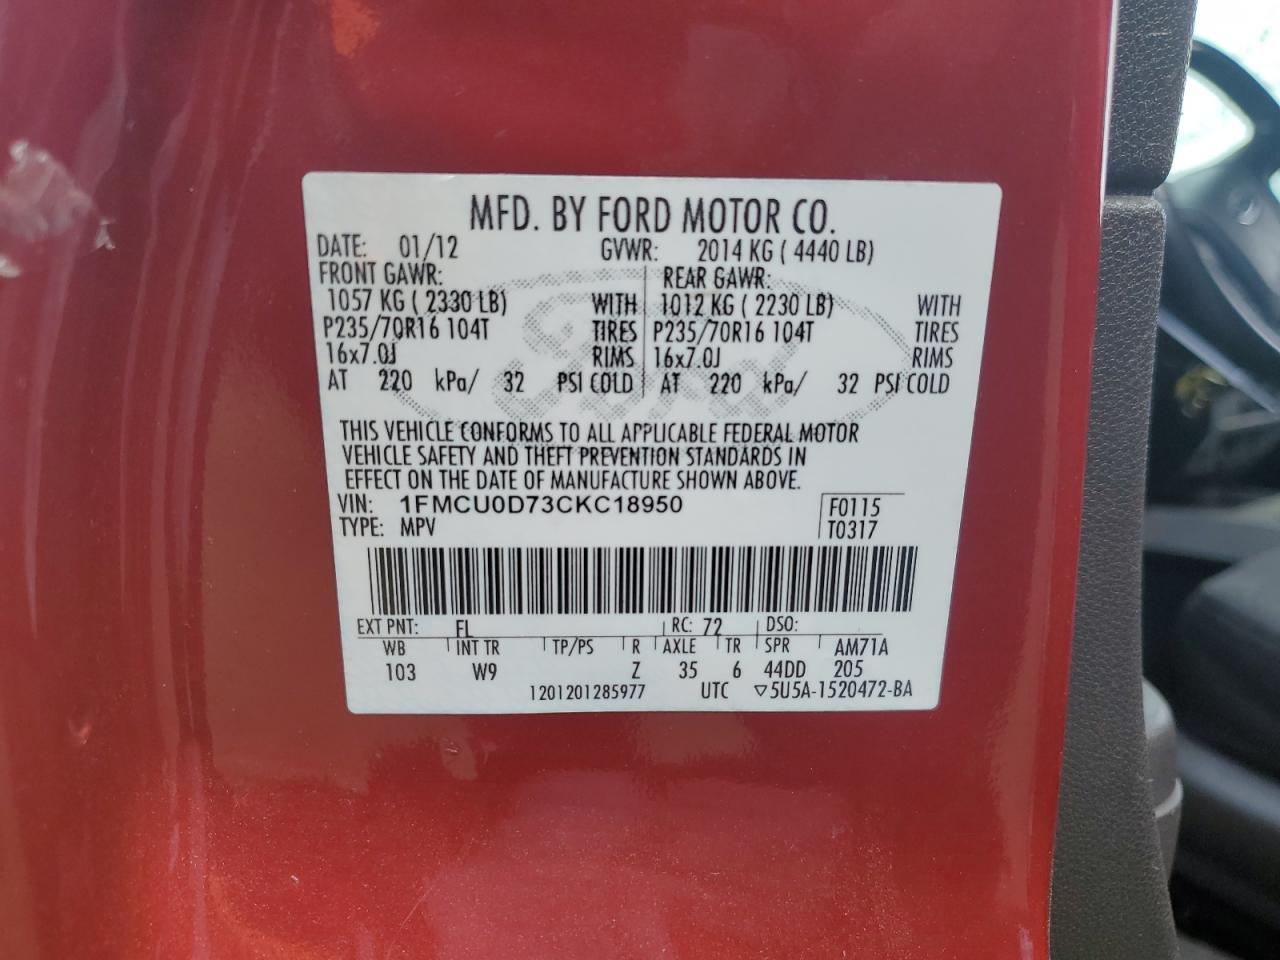 MFD. BY FORD MOTOR CO.
DATE: 01/12 GVWR: 2014 KG ( 4440 LB)
FRONT GAWR: REAR GAWR:
1057 KG ( 2330 LB) WITH 1012 KG ( 2230 LB) WITH
P235/70R16 104T TIRES P235/70R16 104T TIRES
16x7.0J RIMS 16x7.0J RIMS
AT 220 kPa/ 32 PSI COLD AT 220 kPa/ 32 PSI COLD
Ford
THIS VEHICLE CONFORMS TO ALL APPLICABLE FEDERAL MOTOR
VEHICLE SAFETY AND THEFT PREVENTION STANDARDS IN
EFFECT ON THE DATE OF MANUFACTURE SHOWN ABOVE.
VIN: 1FMCU0D73CKC18950 F0115
TYPE: MPV T0317
EXT PNT: FL RC: 72 DSO:
WB INT TR TP/PS R AXLE TR SPR AM71A
103 W9 Z 35 6 44DD 205
1201201285977 UTC ▽5U5A-1520472-BA